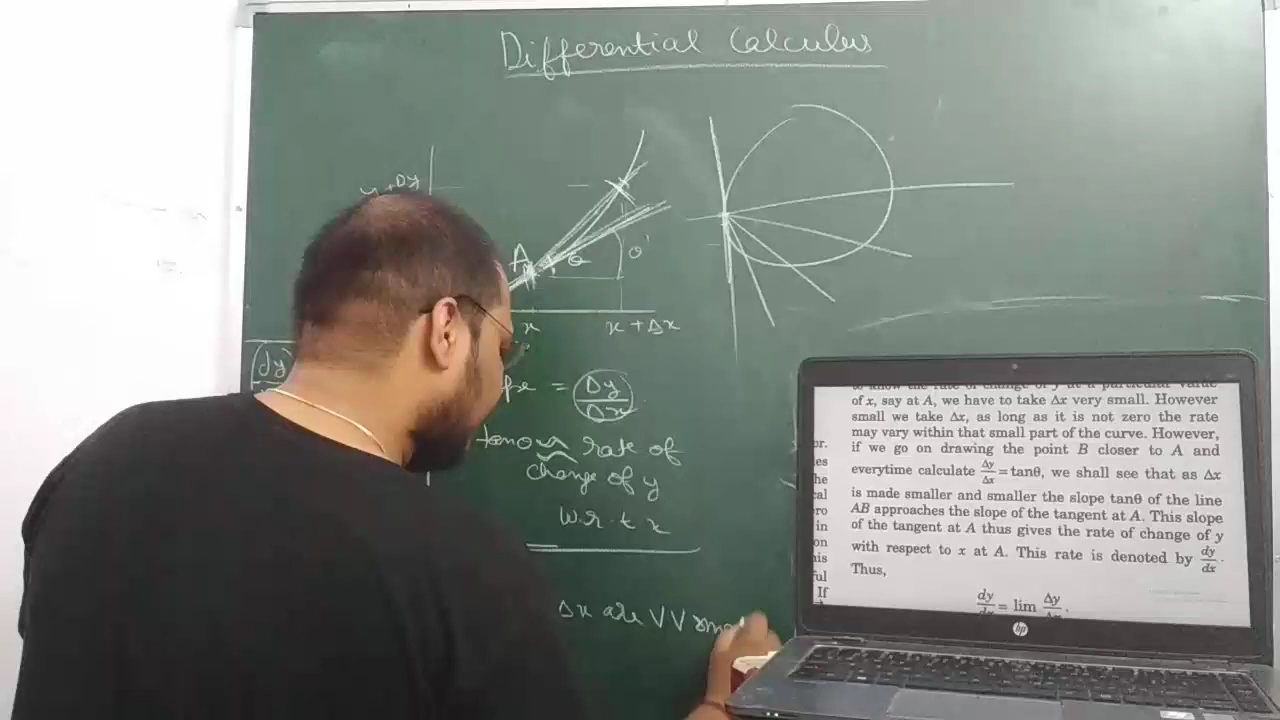 Differential Calculus
y + Δy
A
θ
θ'
x
x + Δx
dy
= Δy
Δx
rate of
change of y
w.r.t x
Δx are VV
of x, say at A, we have to take Δx very small. However
small we take Δx, as long as it is not zero the rate
may vary within that small part of the curve. However,
if we go on drawing the point B closer to A and
everytime calculate Δy/Δx = tanθ, we shall see that as Δx
is made smaller and smaller the slope tanθ of the line
AB approaches the slope of the tangent at A. This slope
of the tangent at A thus gives the rate of change of y
with respect to x at A. This rate is denoted by dy/dx.
Thus,
dy/dx = lim Δy/Δx.
If
hp